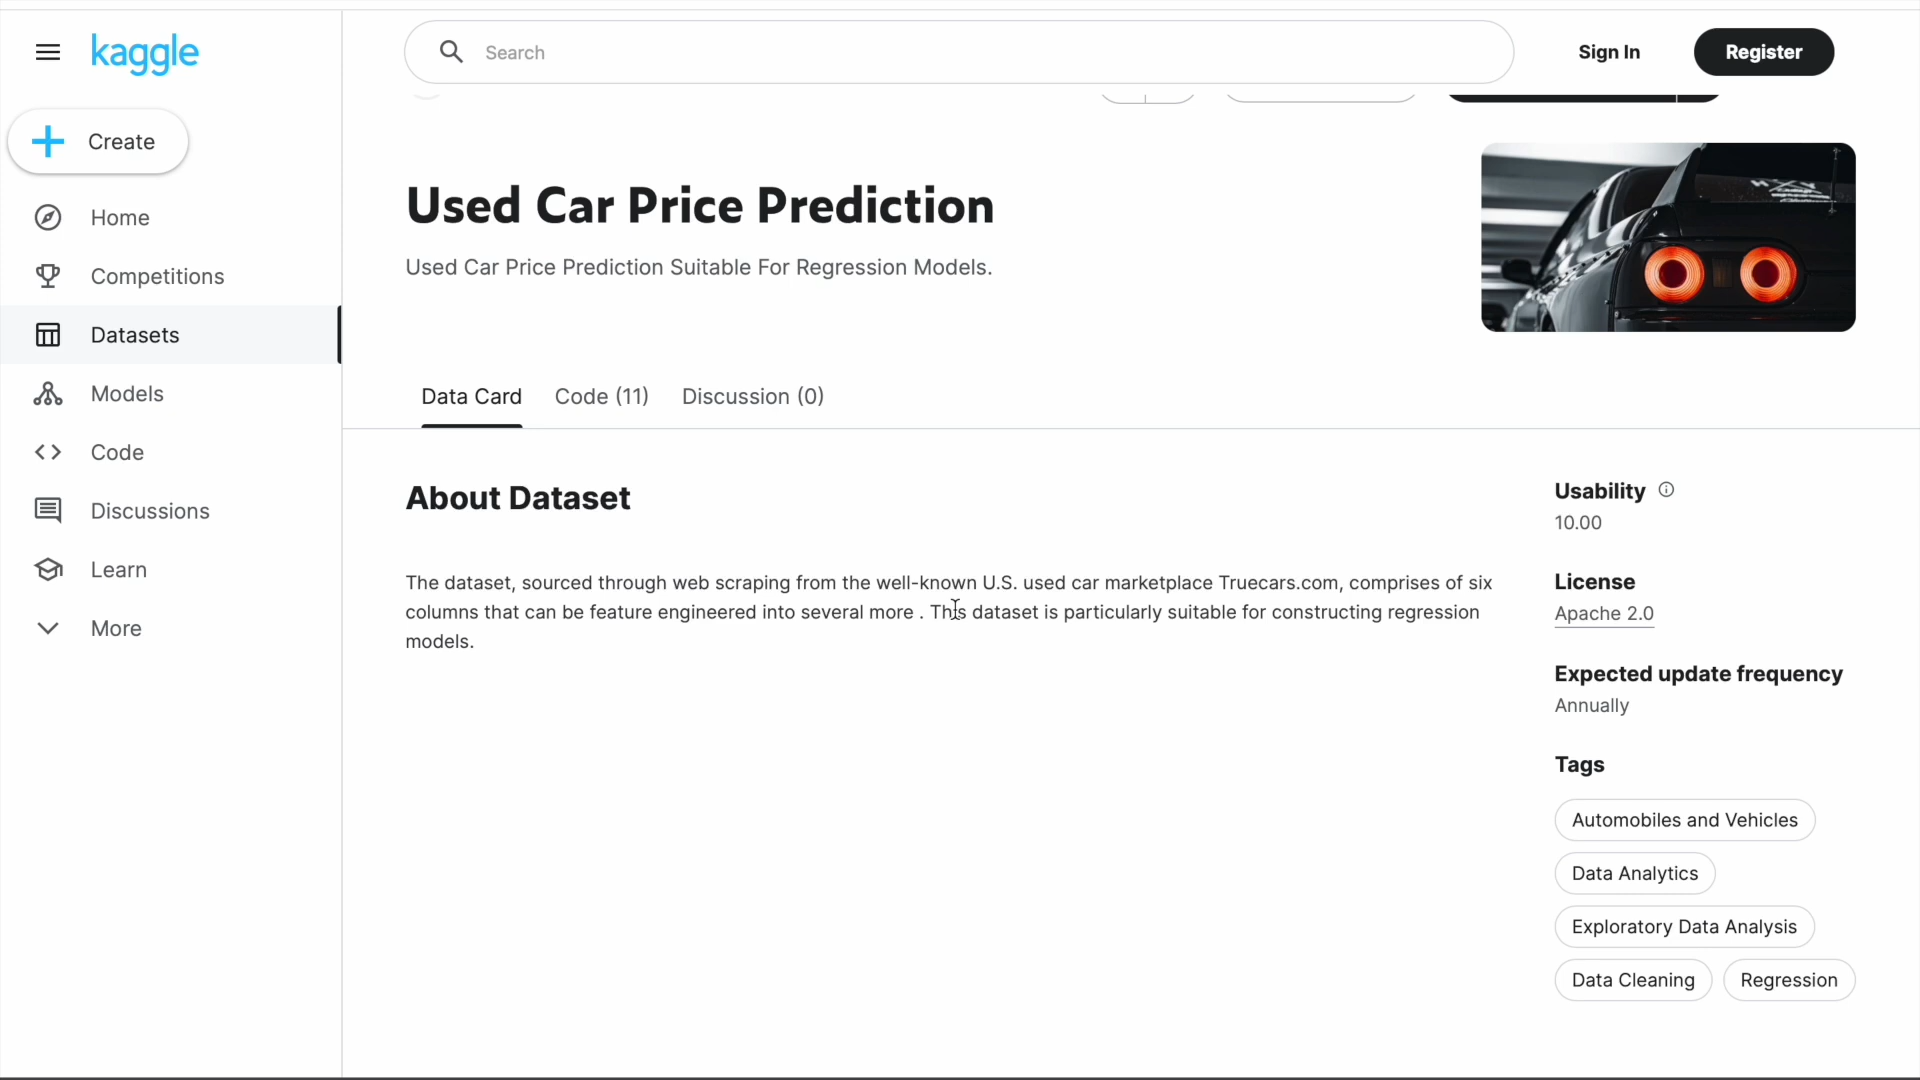 kaggle
Search
Sign In
Register
Create
Home
Competitions
Datasets
Models
Code
Discussions
Learn
More
Used Car Price Prediction
Used Car Price Prediction Suitable For Regression Models.
Data Card
Code (11)
Discussion (0)
About Dataset
The dataset, sourced through web scraping from the well-known U.S. used car marketplace Truecars.com, comprises of six
columns that can be feature engineered into several more . This dataset is particularly suitable for constructing regression
models.
Usability
10.00
License
Apache 2.0
Expected update frequency
Annually
Tags
Automobiles and Vehicles
Data Analytics
Exploratory Data Analysis
Data Cleaning
Regression